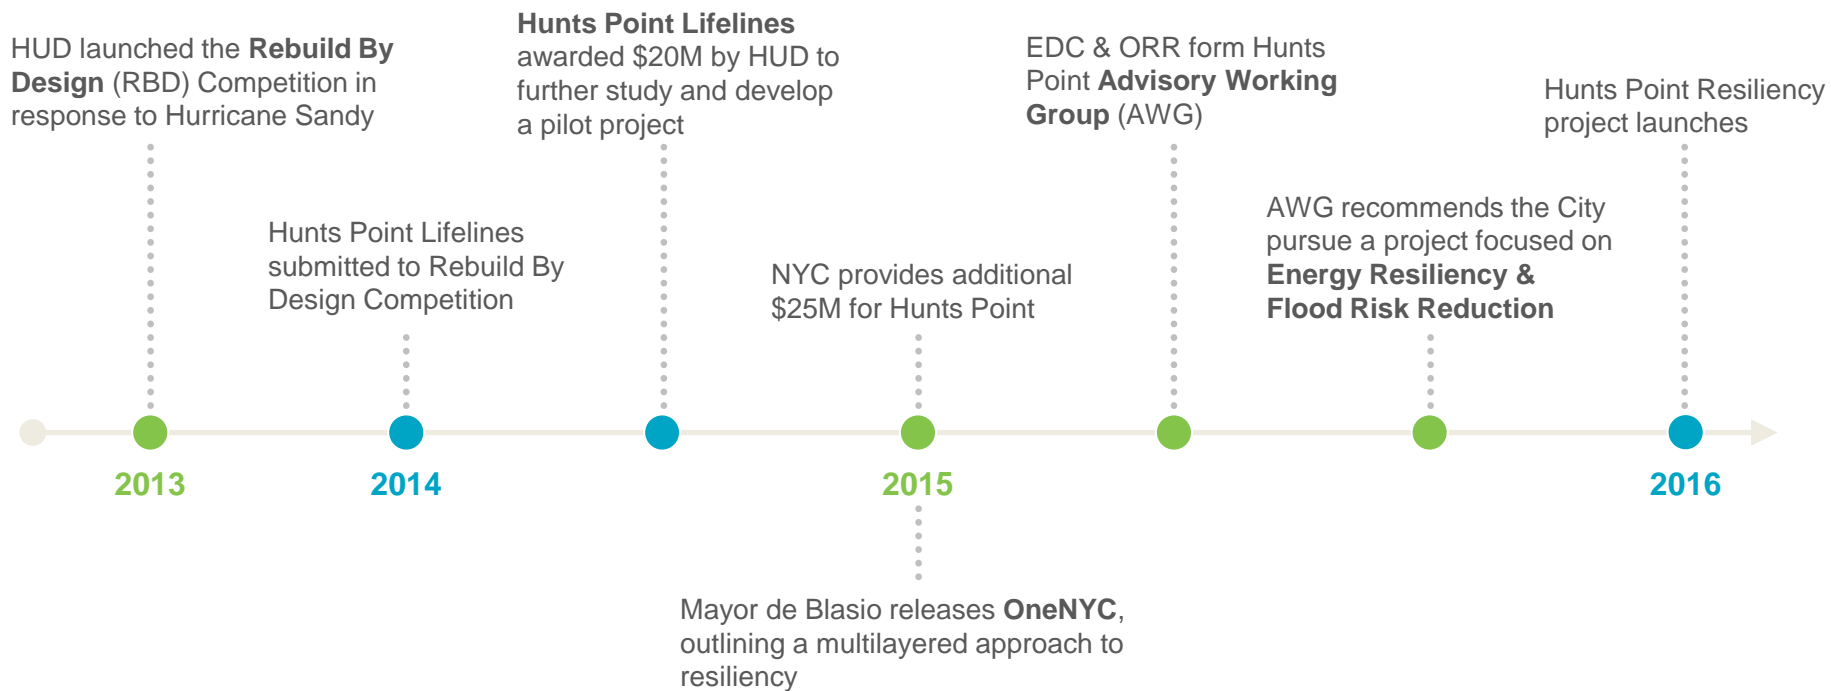 HUD launched the Rebuild By
Design (RBD) Competition in
response to Hurricane Sandy
Hunts Point Lifelines
submitted to Rebuild By
Design Competition
Hunts Point Lifelines
awarded $20M by HUD to
further study and develop
a pilot project
NYC provides additional
$25M for Hunts Point
EDC & ORR form Hunts
Point Advisory Working
Group (AWG)
AWG recommends the City
pursue a project focused on
Energy Resiliency &
Flood Risk Reduction
Hunts Point Resiliency
project launches
2013
2014
2015
2016
Mayor de Blasio releases OneNYC,
outlining a multilayered approach to
resiliency